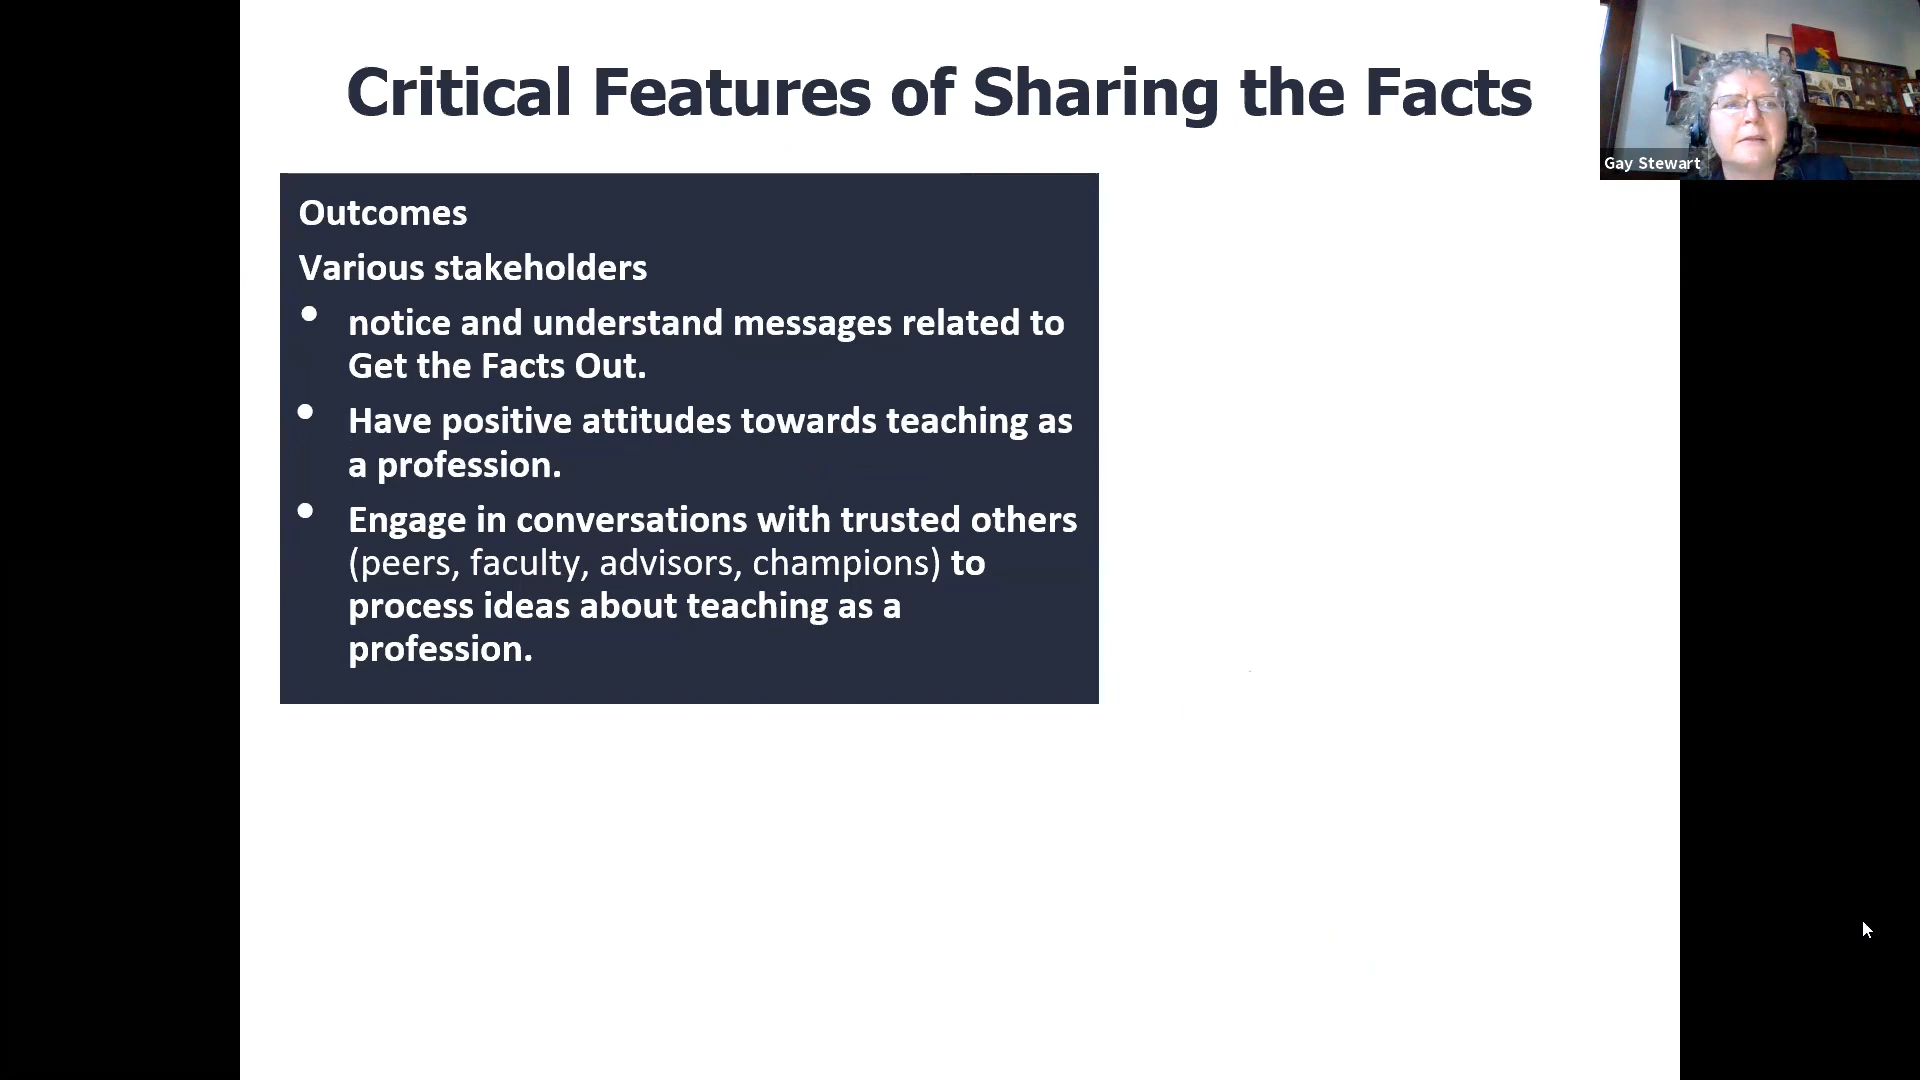 Critical Features of Sharing the Facts
Gay Stewart
Outcomes
Various stakeholders
• notice and understand messages related to
Get the Facts Out.
• Have positive attitudes towards teaching as
a profession.
• Engage in conversations with trusted others
(peers, faculty, advisors, champions) to
process ideas about teaching as a
profession.